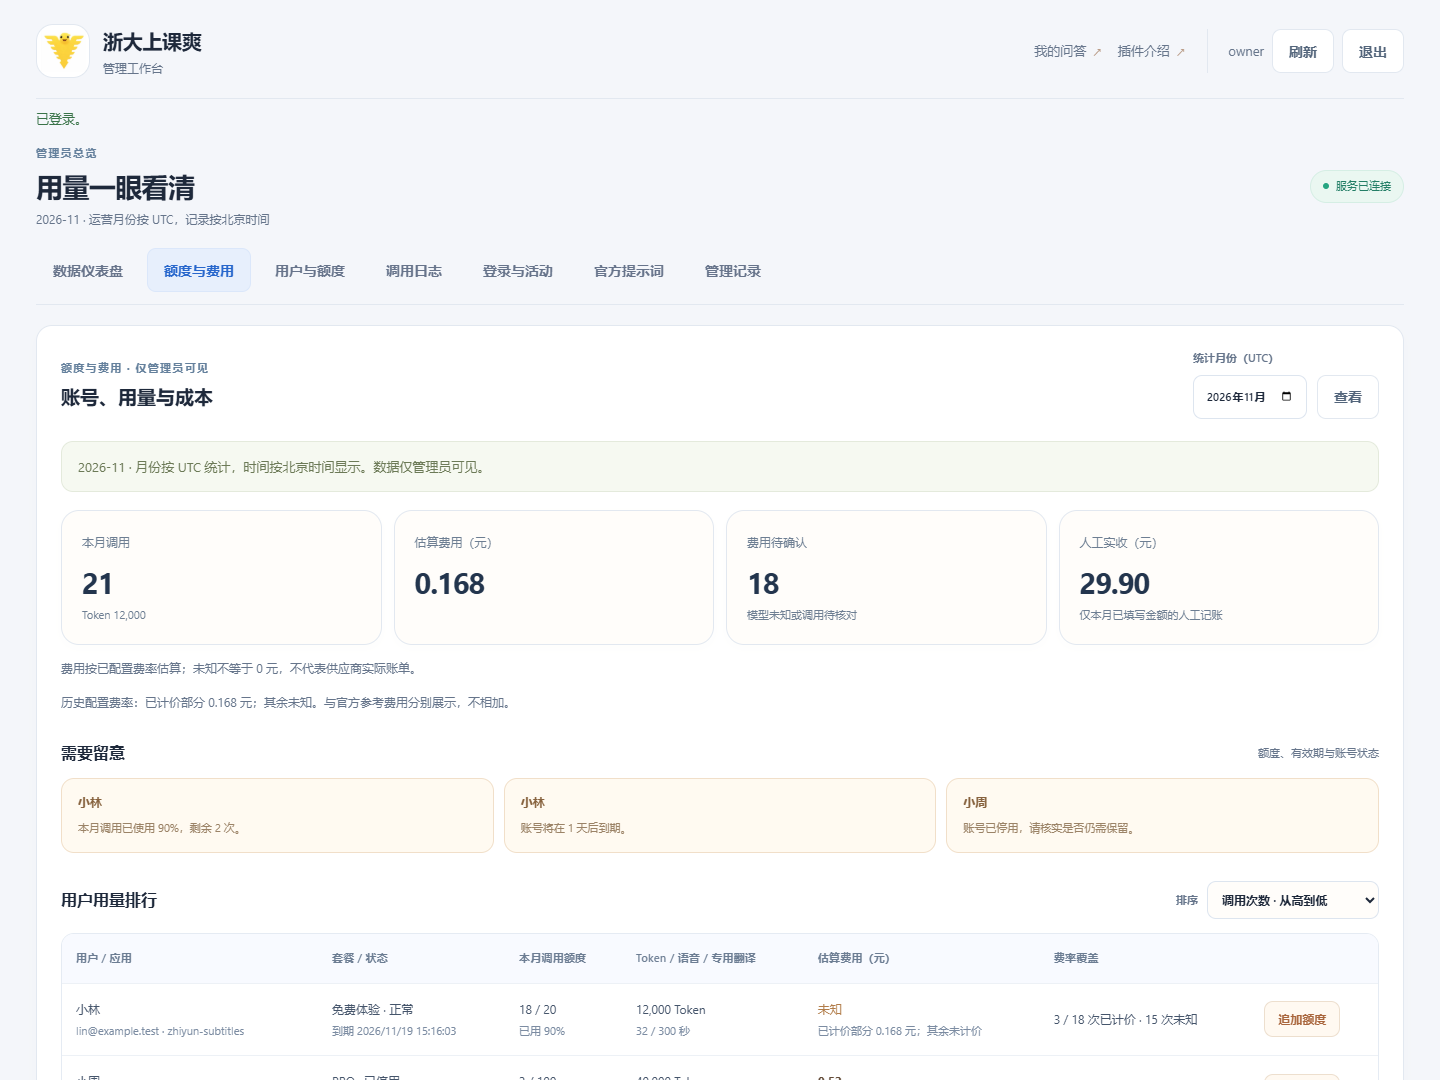 浙大上课爽
管理工作台
我的问答 ↗ 插件介绍 ↗ owner 刷新 退出
已登录。
管理员总览
用量一眼看清
2026-11 · 运营月份按 UTC，记录按北京时间
服务已连接
数据仪表盘 额度与费用 用户与额度 调用日志 登录与活动 官方提示词 管理记录
额度与费用 · 仅管理员可见
账号、用量与成本
统计月份（UTC）
2026年11月 查看
2026-11 · 月份按 UTC 统计，时间按北京时间显示。数据仅管理员可见。
本月调用
21
Token 12,000
估算费用（元）
0.168
费用待确认
18
模型未知或调用待核对
人工实收（元）
29.90
仅本月已填写金额的人工记账
费用按已配置费率估算；未知不等于 0 元，不代表供应商实际账单。
历史配置费率：已计价部分 0.168 元；其余未知。与官方参考费用分别展示，不相加。
需要留意
额度、有效期与账号状态
小林
本月调用已使用 90%，剩余 2 次。
小林
账号将在 1 天后到期。
小周
账号已停用，请核实是否仍需保留。
用户用量排行
排序 调用次数 · 从高到低
用户 / 应用 套餐 / 状态 本月调用额度 Token / 语音 / 专用翻译 估算费用（元） 费率覆盖
小林 免费体验 · 正常 18 / 20 12,000 Token 未知 3 / 18 次已计价 · 15 次未知 追加额度
lin@example.test · zhiyun-subtitles 到期 2026/11/19 15:16:03 已用 90% 32 / 300 秒 已计价部分 0.168 元；其余未计价